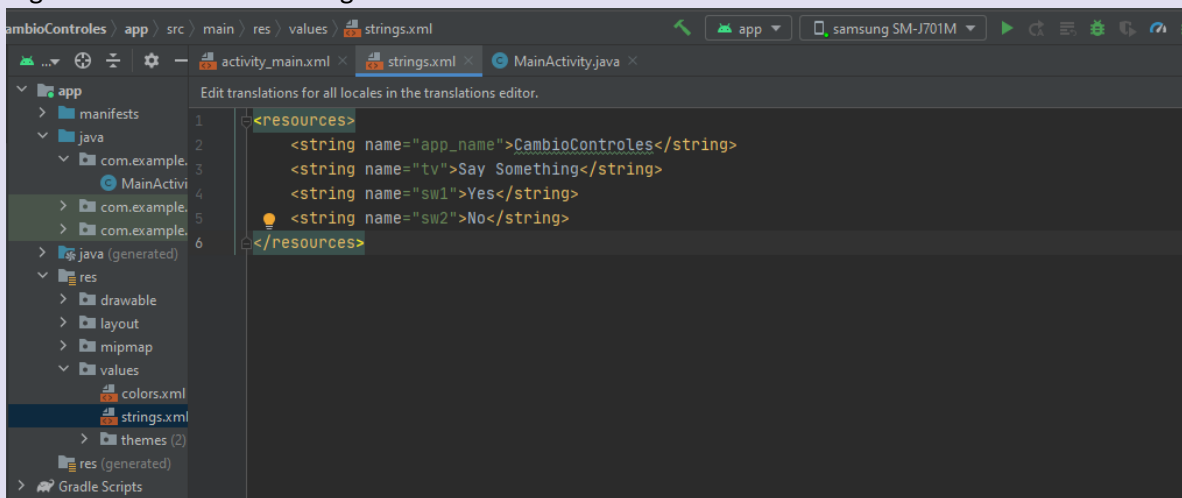 ambioControles > app > src > main > res > values > strings.xml
app
samsung SM-J701M
...
activity_main.xml
strings.xml
MainActivity.java
app
Edit translations for all locales in the translations editor.
manifests
java
com.example.
MainActivi
com.example.
com.example.
java (generated)
res
drawable
layout
mipmap
values
colors.xml
strings.xml
themes (2)
res (generated)
Gradle Scripts
1 <resources>
2 <string name="app_name">CambioControles</string>
3 <string name="tv">Say Something</string>
4 <string name="sw1">Yes</string>
5 <string name="sw2">No</string>
6 </resources>